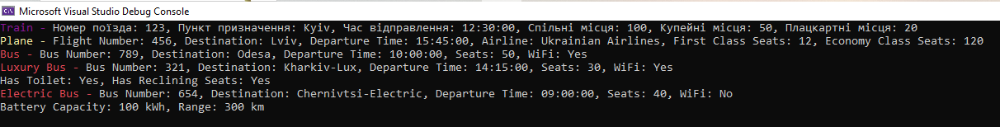 Microsoft Visual Studio Debug Console
Train - Номер поїзда: 123, Пункт призначення: Kyiv, Час відправлення: 12:30:00, Спільні місця: 100, Купейні місця: 50, Плацкартні місця: 20
Plane - Flight Number: 456, Destination: Lviv, Departure Time: 15:45:00, Airline: Ukrainian Airlines, First Class Seats: 12, Economy Class Seats: 120
Bus - Bus Number: 789, Destination: Odesa, Departure Time: 10:00:00, Seats: 50, WiFi: Yes
Luxury Bus - Bus Number: 321, Destination: Kharkiv-Lux, Departure Time: 14:15:00, Seats: 30, WiFi: Yes
Has Toilet: Yes, Has Reclining Seats: Yes
Electric Bus - Bus Number: 654, Destination: Chernivtsi-Electric, Departure Time: 09:00:00, Seats: 40, WiFi: No
Battery Capacity: 100 kWh, Range: 300 km